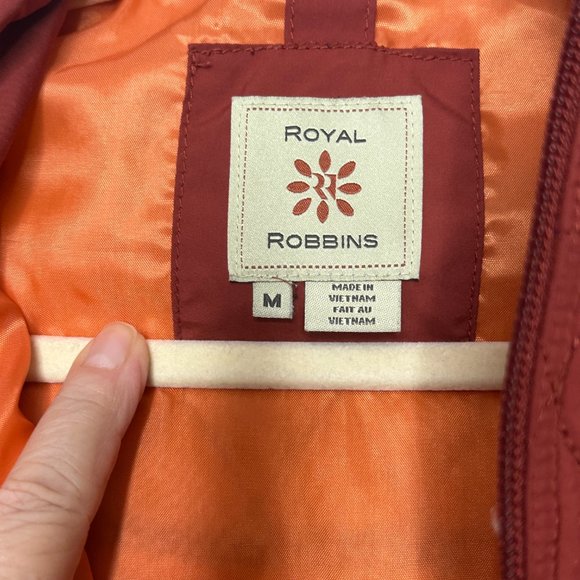 ROYAL
RR
ROBBINS
M
MADE IN
VIETNAM
FAIT AU
VIETNAM